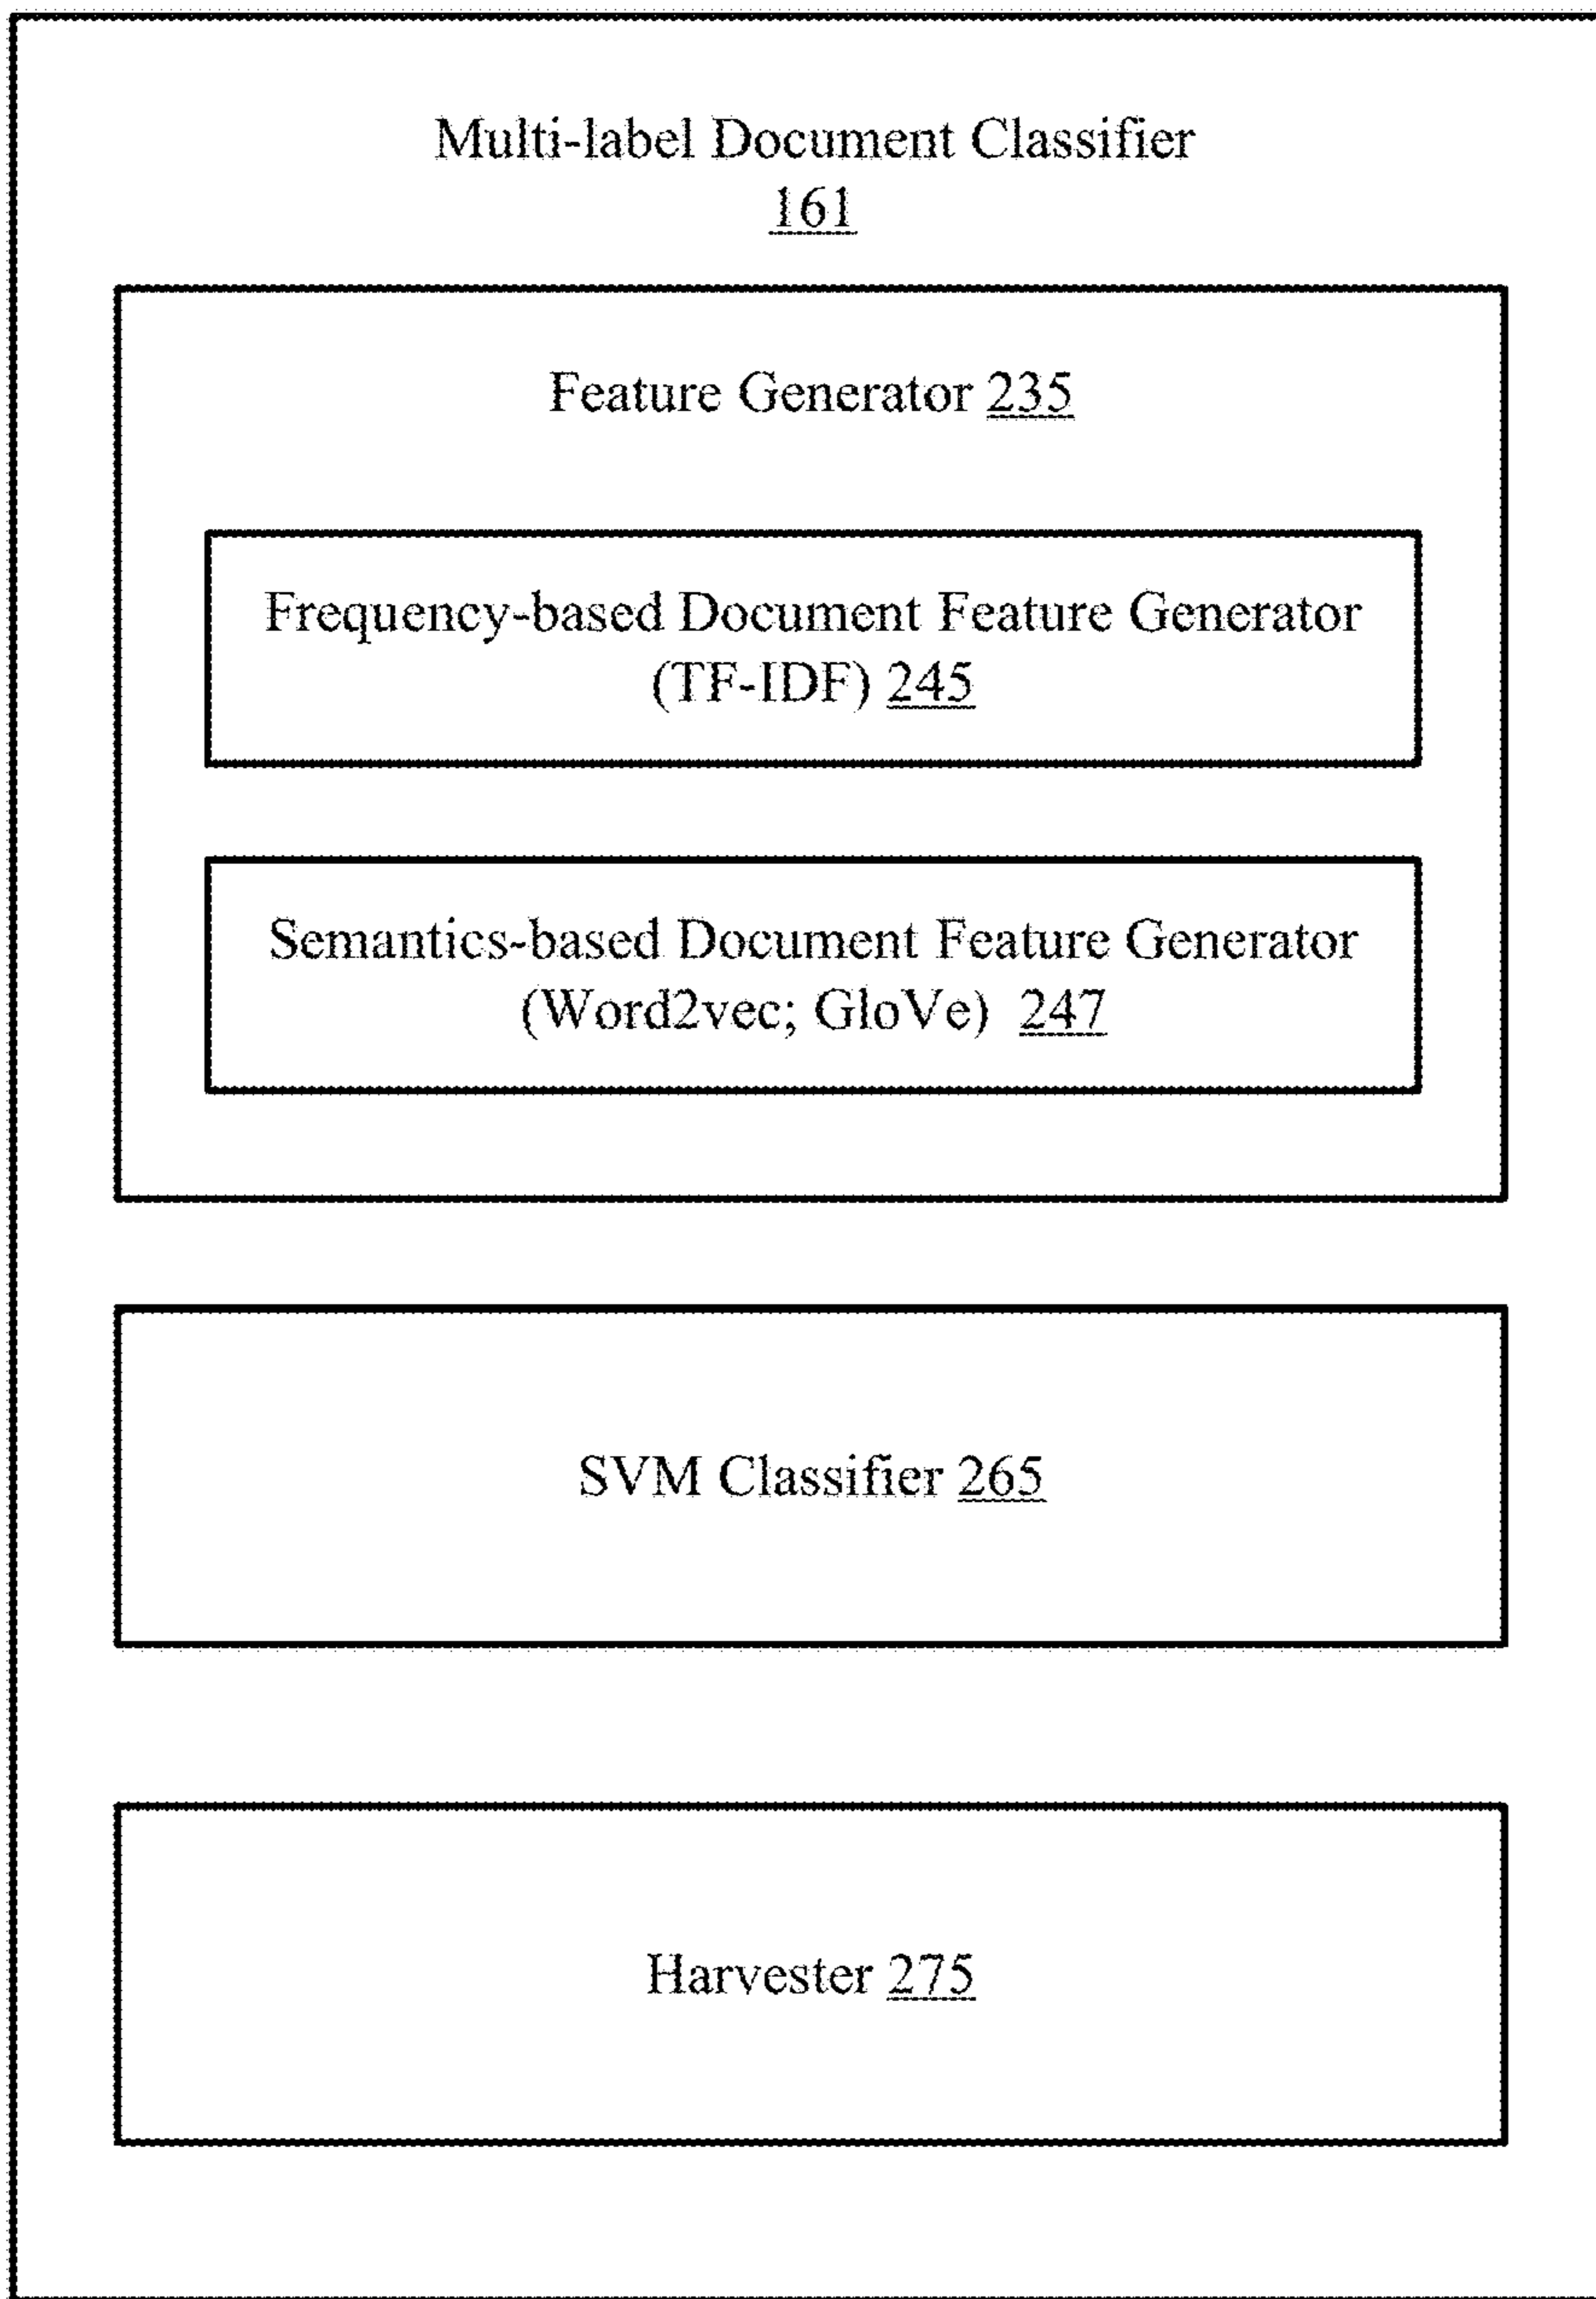 Multi-label Document Classifier
161
Feature Generator 235
Frequency-based Document Feature Generator
(TF-IDF) 245
Semantics-based Document Feature Generator
(Word2vec; GloVe) 247
SVM Classifier 265
Harvester 275